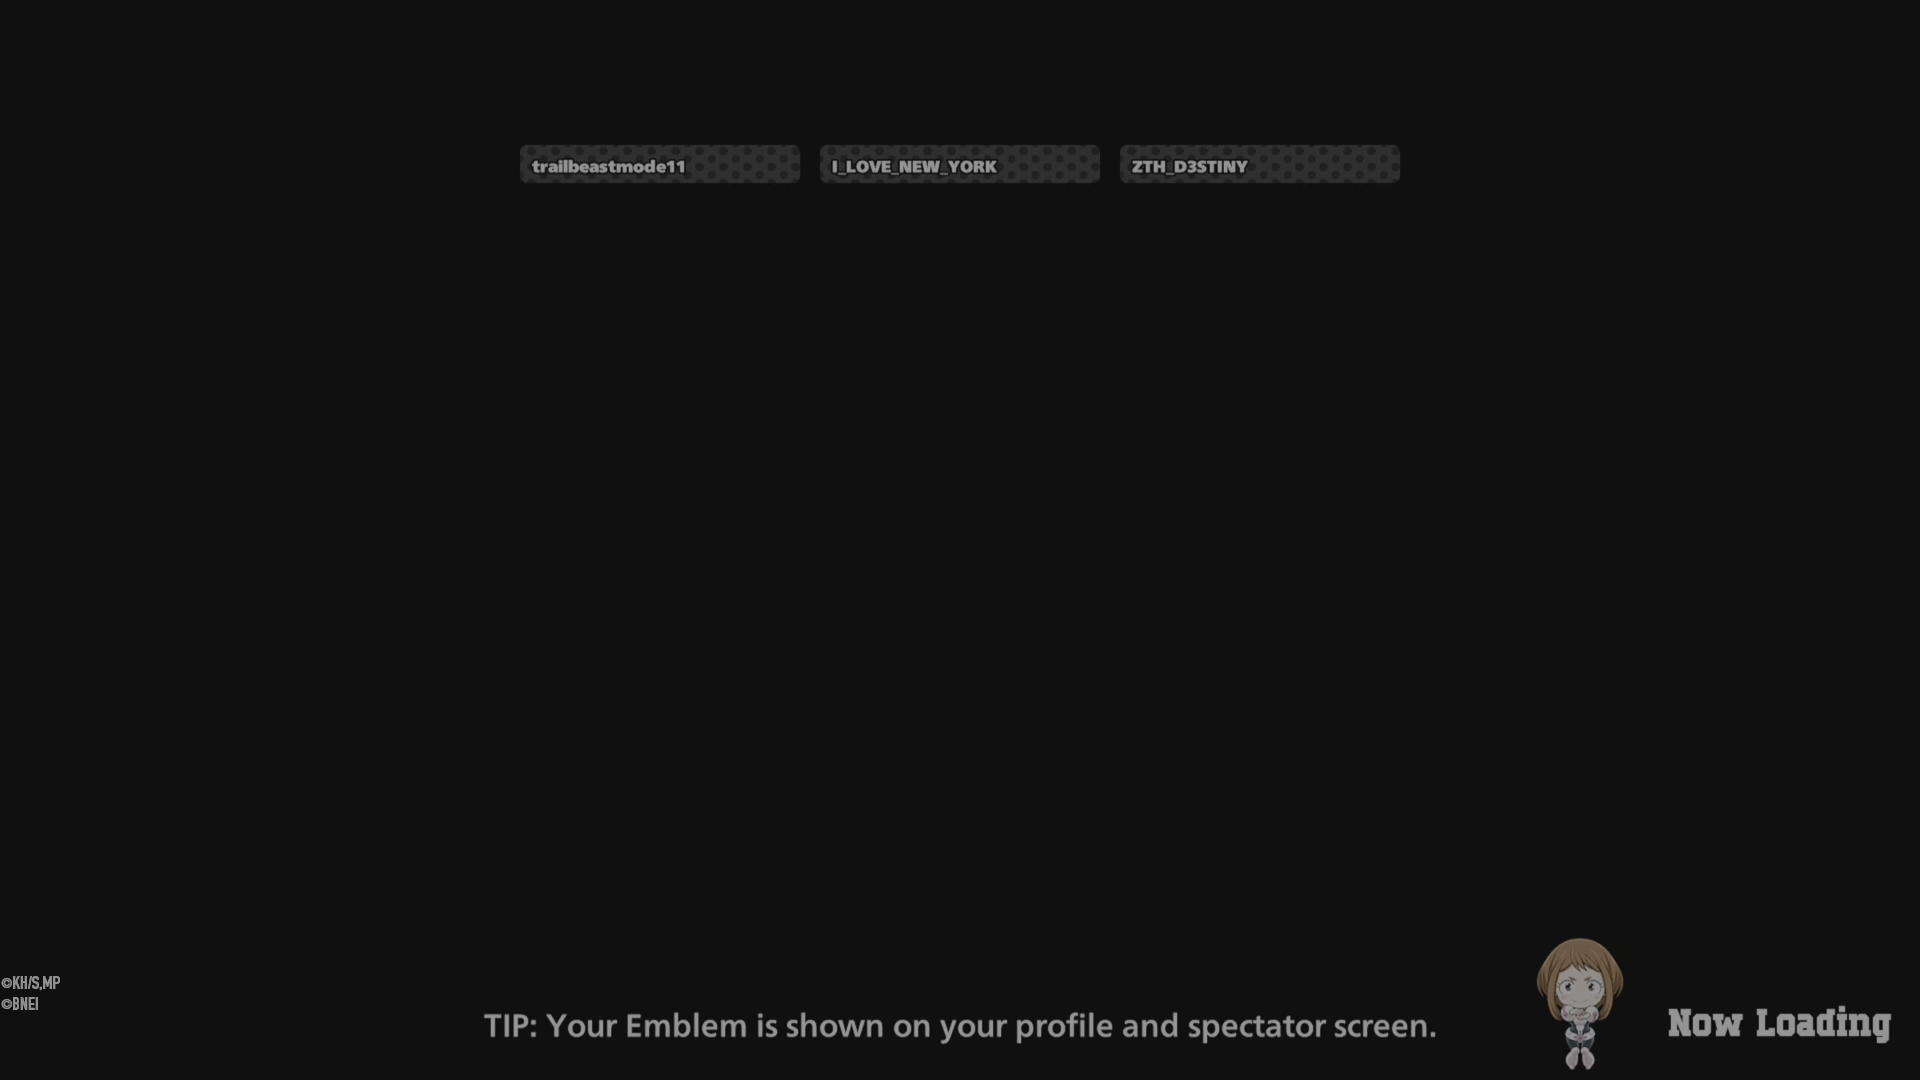 trailbeastmode11
I_LOVE_NEW_YORK
ZTH_D3STINY
©KH/S,MP
©BNEI
TIP: Your Emblem is shown on your profile and spectator screen.
Now Loading